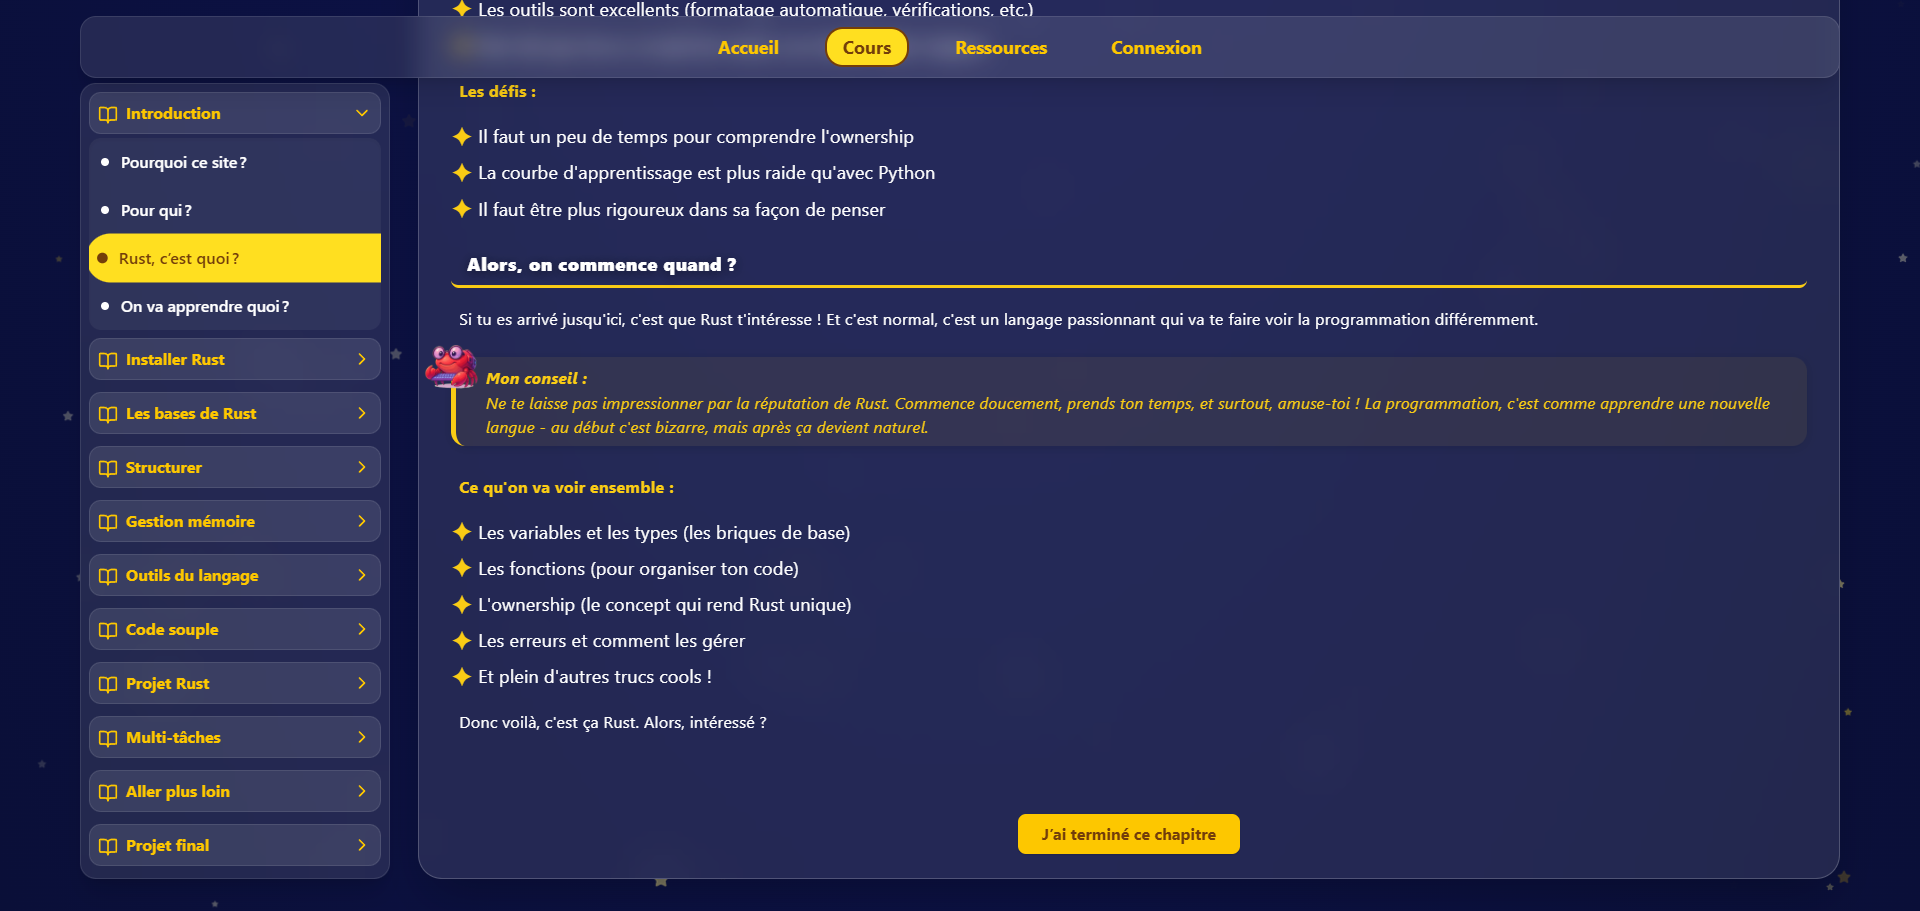 Les outils sont excellents (formatage automatique, vérifications, etc.)
Accueil
Cours
Ressources
Connexion
Introduction
Pourquoi ce site ?
Pour qui ?
Rust, c’est quoi ?
On va apprendre quoi ?
Installer Rust
Les bases de Rust
Structurer
Gestion mémoire
Outils du langage
Code souple
Projet Rust
Multi-tâches
Aller plus loin
Projet final
Les défis :
Il faut un peu de temps pour comprendre l'ownership
La courbe d'apprentissage est plus raide qu'avec Python
Il faut être plus rigoureux dans sa façon de penser
Alors, on commence quand ?
Si tu es arrivé jusqu'ici, c'est que Rust t'intéresse ! Et c'est normal, c'est un langage passionnant qui va te faire voir la programmation différemment.
Mon conseil :
Ne te laisse pas impressionner par la réputation de Rust. Commence doucement, prends ton temps, et surtout, amuse-toi ! La programmation, c'est comme apprendre une nouvelle
langue - au début c'est bizarre, mais après ça devient naturel.
Ce qu'on va voir ensemble :
Les variables et les types (les briques de base)
Les fonctions (pour organiser ton code)
L'ownership (le concept qui rend Rust unique)
Les erreurs et comment les gérer
Et plein d'autres trucs cools !
Donc voilà, c'est ça Rust. Alors, intéressé ?
J’ai terminé ce chapitre